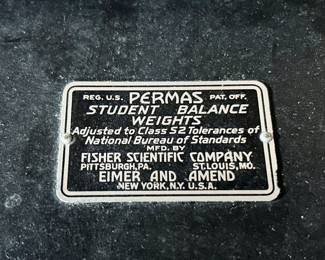 REG. U.S. PERMAS PAT. OFF.
STUDENT BALANCE
WEIGHTS
Adjusted to Class S2 Tolerances of
National Bureau of Standards
MFD. BY
FISHER SCIENTIFIC COMPANY
PITTSBURGH, PA. ST. LOUIS, MO.
EIMER AND AMEND
NEW YORK, N.Y. U.S.A.